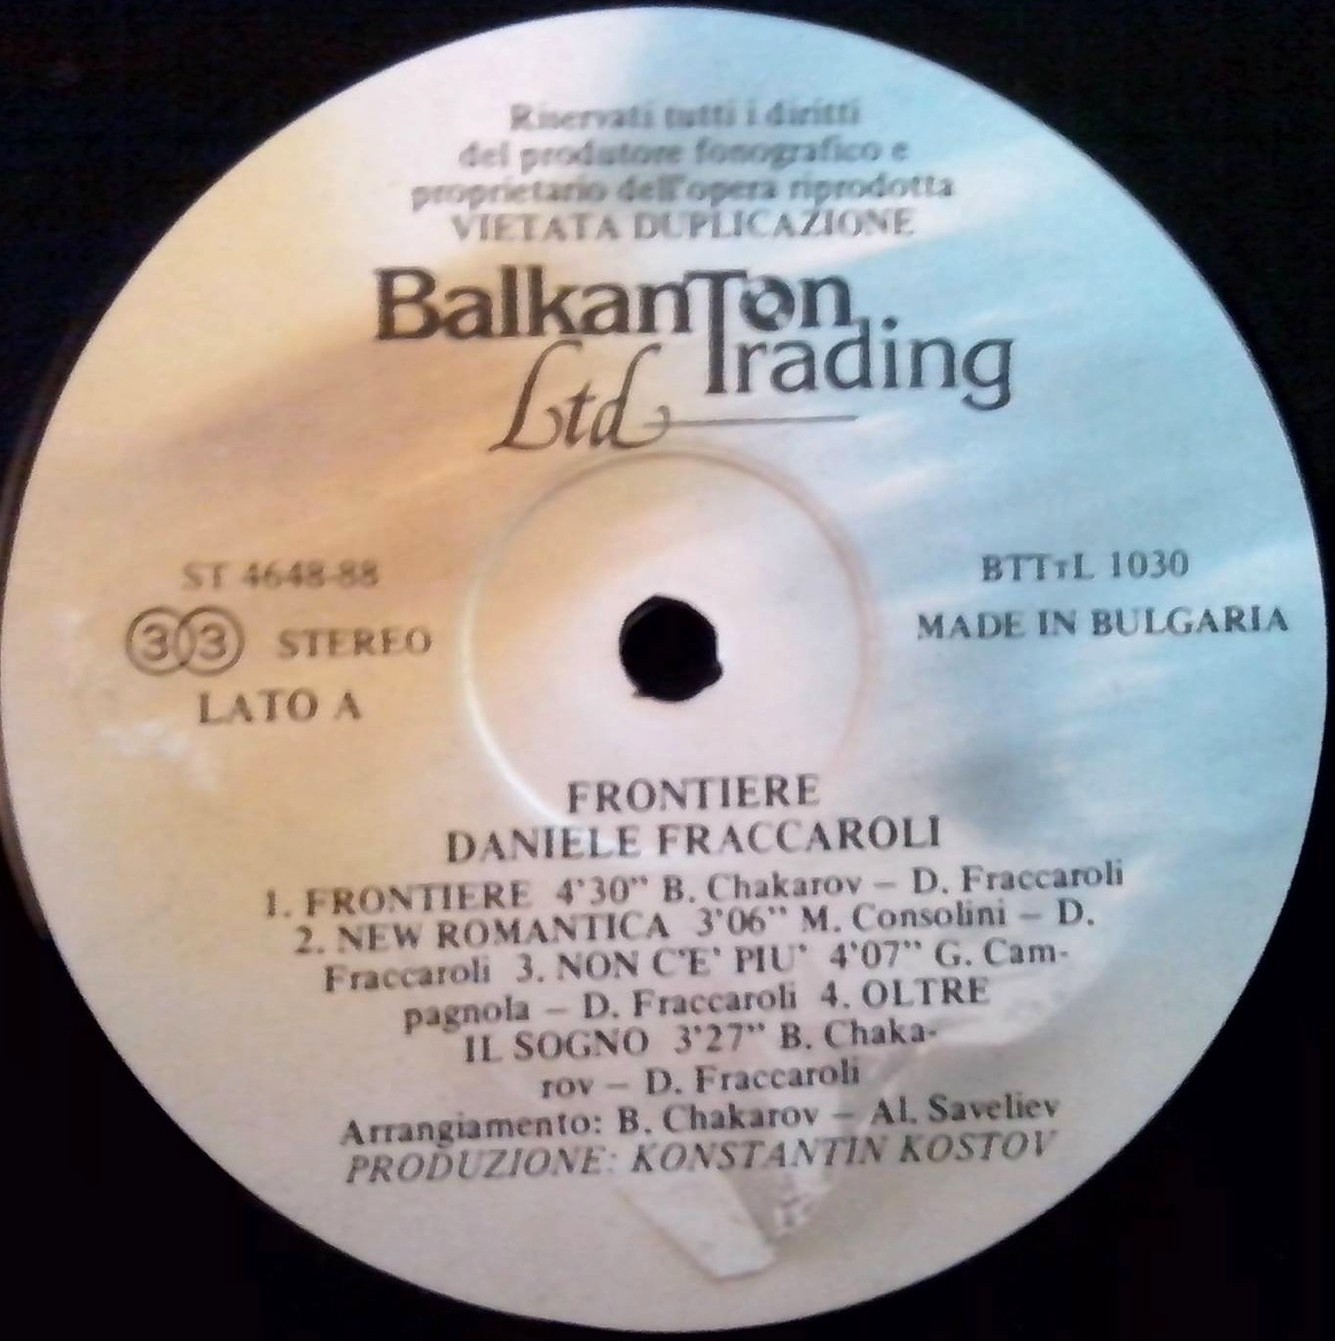 Riservati tutti i diritti
del produtore fonografico e
proprietario dell'opera riprodotta
VIETATA DUPLICAZIONE
BalkanTon
Trading
Ltd
ST 4648-88
33 STEREO
LATO A
BTTTL 1030
MADE IN BULGARIA
FRONTIERE
DANIELE FRACCAROLI
1. FRONTIERE 4'30" B. Chakarov – D. Fraccaroli
2. NEW ROMANTICA 3'06" M. Consolini – D.
Fraccaroli 3. NON C'E' PIU' 4'07" G. Cam-
pagnola – D. Fraccaroli 4. OLTRE
IL SOGNO 3'27" B. Chaka-
rov – D. Fraccaroli
Arrangiamento: B. Chakarov – Al. Saveliev
PRODUZIONE: KONSTANTIN KOSTOV